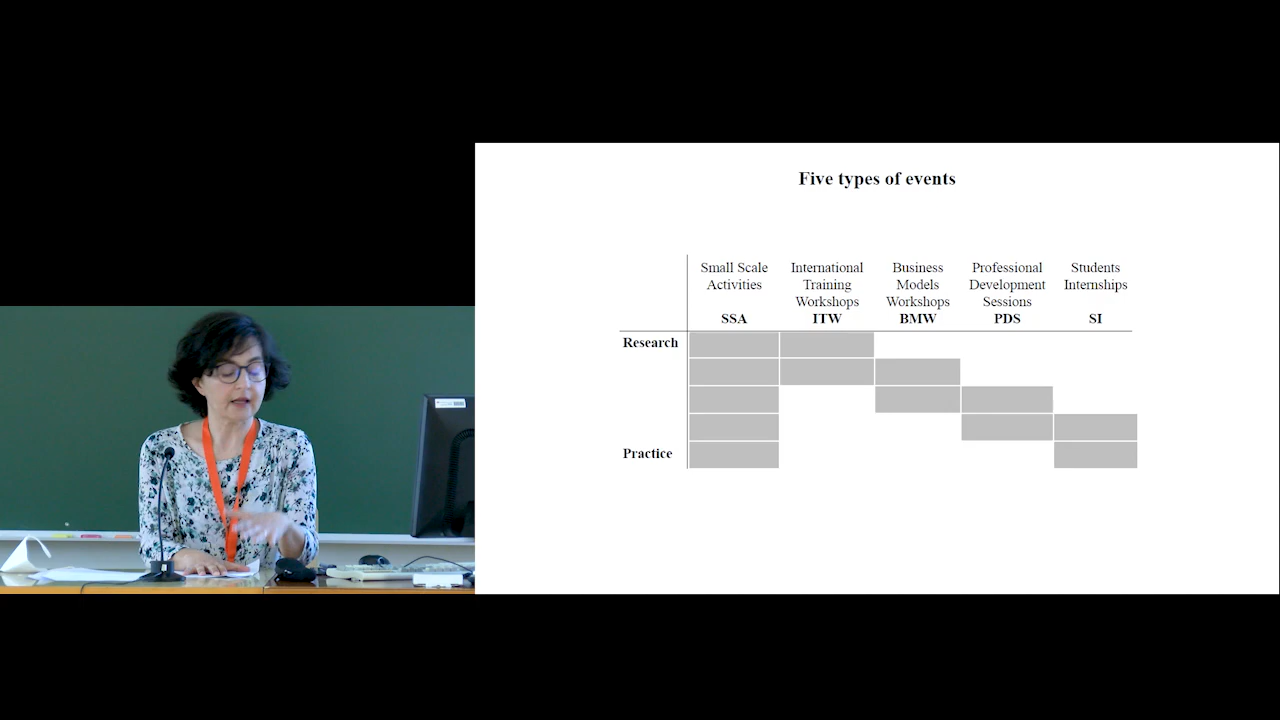 Five types of events
Small Scale
Activities
SSA
International
Training
Workshops
ITW
Business
Models
Workshops
BMW
Professional
Development
Sessions
PDS
Students
Internships
SI
Research
Practice